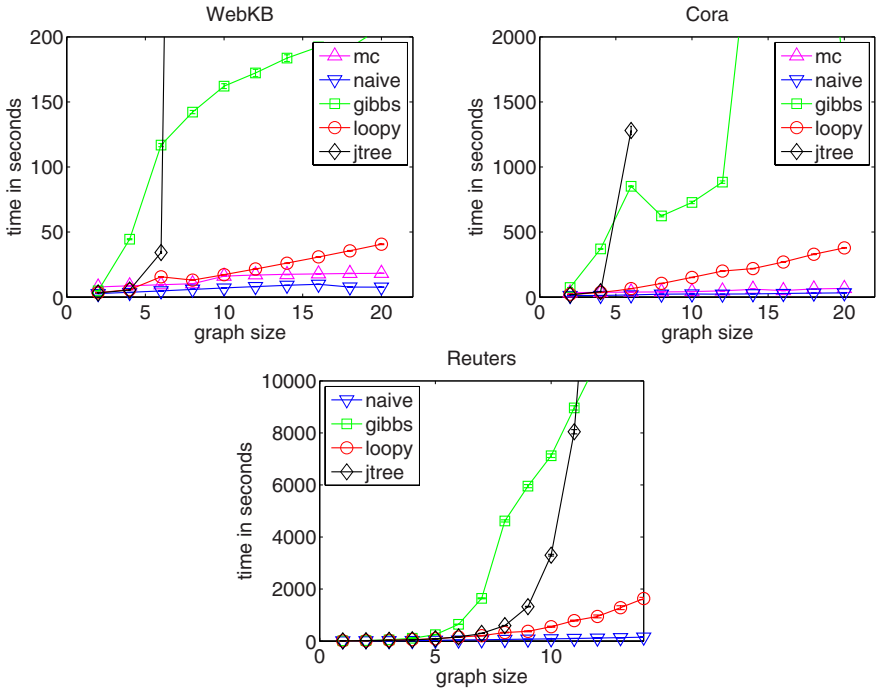 WebKB
200
150
100
50
0
0 5 10 15 20
time in seconds
graph size
mc
naive
gibbs
loopy
jtree
Cora
2000
1500
1000
500
0
0 5 10 15 20
time in seconds
graph size
mc
naive
gibbs
loopy
jtree
Reuters
10000
8000
6000
4000
2000
0
0 5 10
time in seconds
graph size
naive
gibbs
loopy
jtree